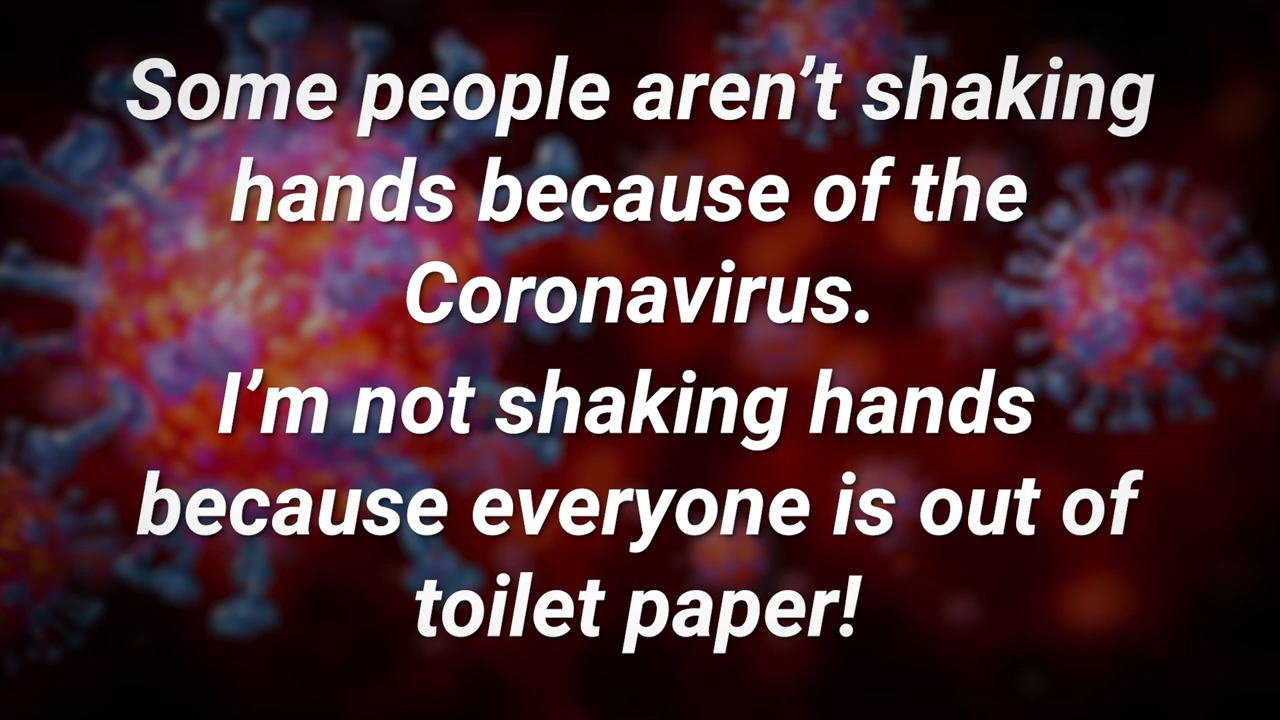 Some people aren’t shaking
hands because of the
Coronavirus.
I’m not shaking hands
because everyone is out of
toilet paper!